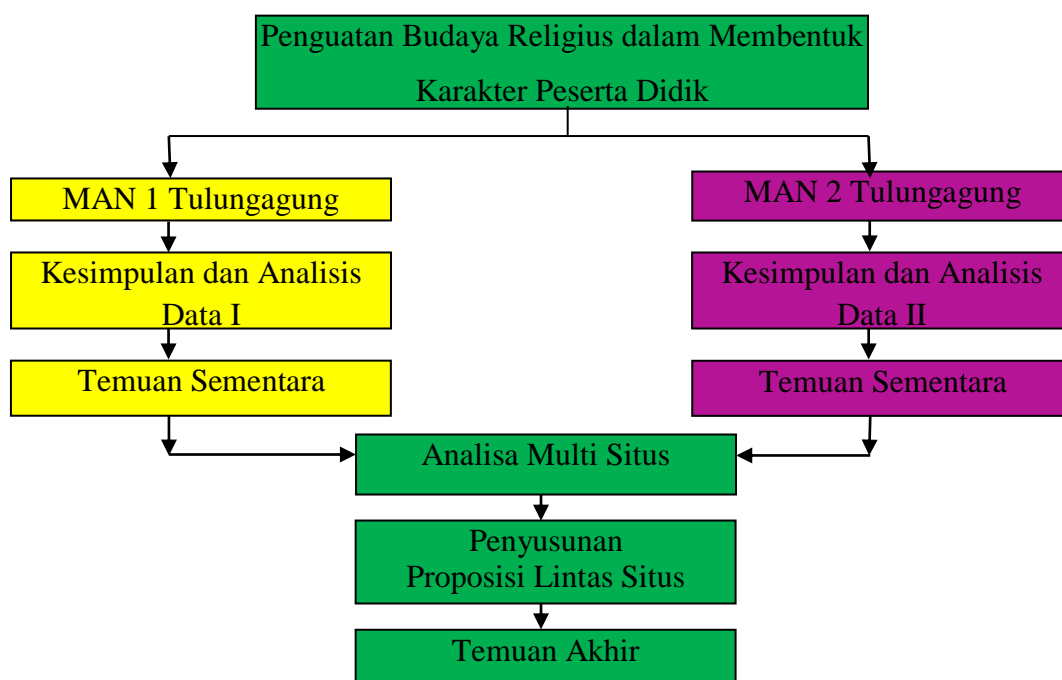 Penguatan Budaya Religius dalam Membentuk
Karakter Peserta Didik
MAN 1 Tulungagung
MAN 2 Tulungagung
Kesimpulan dan Analisis
Data I
Kesimpulan dan Analisis
Data II
Temuan Sementara
Temuan Sementara
Analisa Multi Situs
Penyusunan
Proposisi Lintas Situs
Temuan Akhir